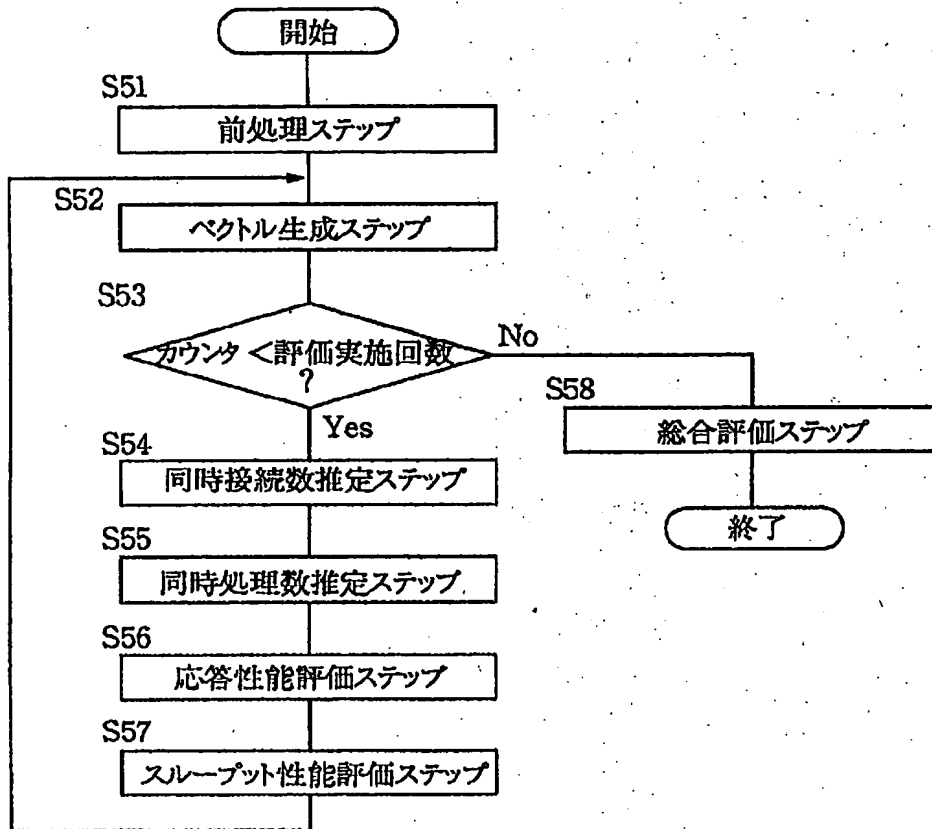 開始
S51
前処理ステップ
S52
ベクトル生成ステップ
S53
カウンタ <評価実施回数
?
No
Yes
S58
総合評価ステップ
終了
S54
同時接続数推定ステップ
S55
同時処理数推定ステップ
S56
応答性能評価ステップ
S57
スループット性能評価ステップ